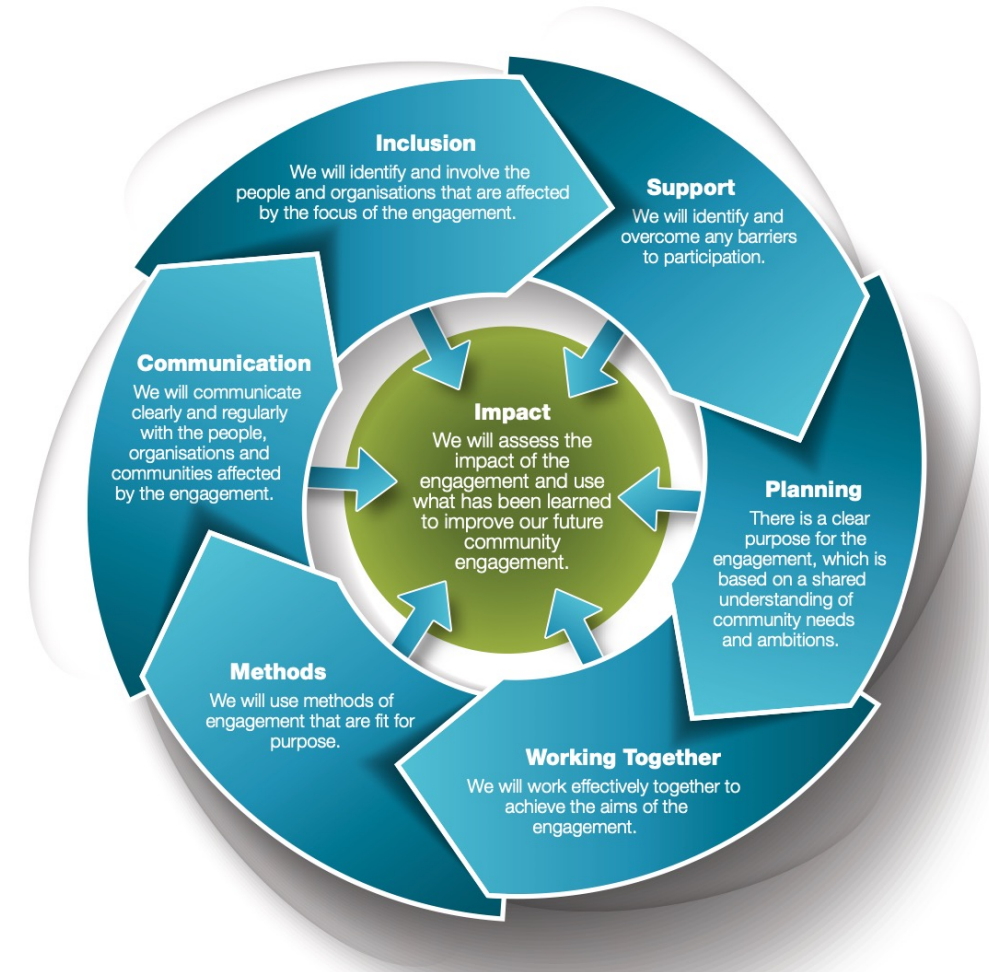 Inclusion
We will identify and involve the
people and organisations that are affected
by the focus of the engagement.
Support
We will identify and
overcome any barriers
to participation.
Planning
There is a clear
purpose for the
engagement, which is
based on a shared
understanding of
community needs
and ambitions.
Working Together
We will work effectively together to
achieve the aims of the
engagement.
Methods
We will use methods of
engagement that are fit for
purpose.
Communication
We will communicate
clearly and regularly
with the people,
organisations and
communities affected
by the engagement.
Impact
We will assess the
impact of the
engagement and use
what has been learned
to improve our future
community
engagement.